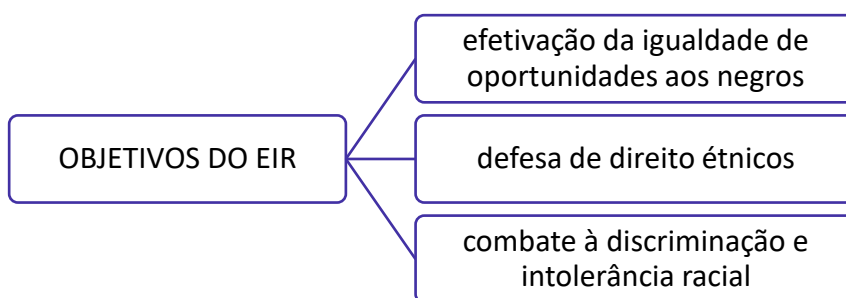 efetivação da igualdade de
oportunidades aos negros
OBJETIVOS DO EIR
defesa de direito étnicos
combate à discriminação e
intolerância racial